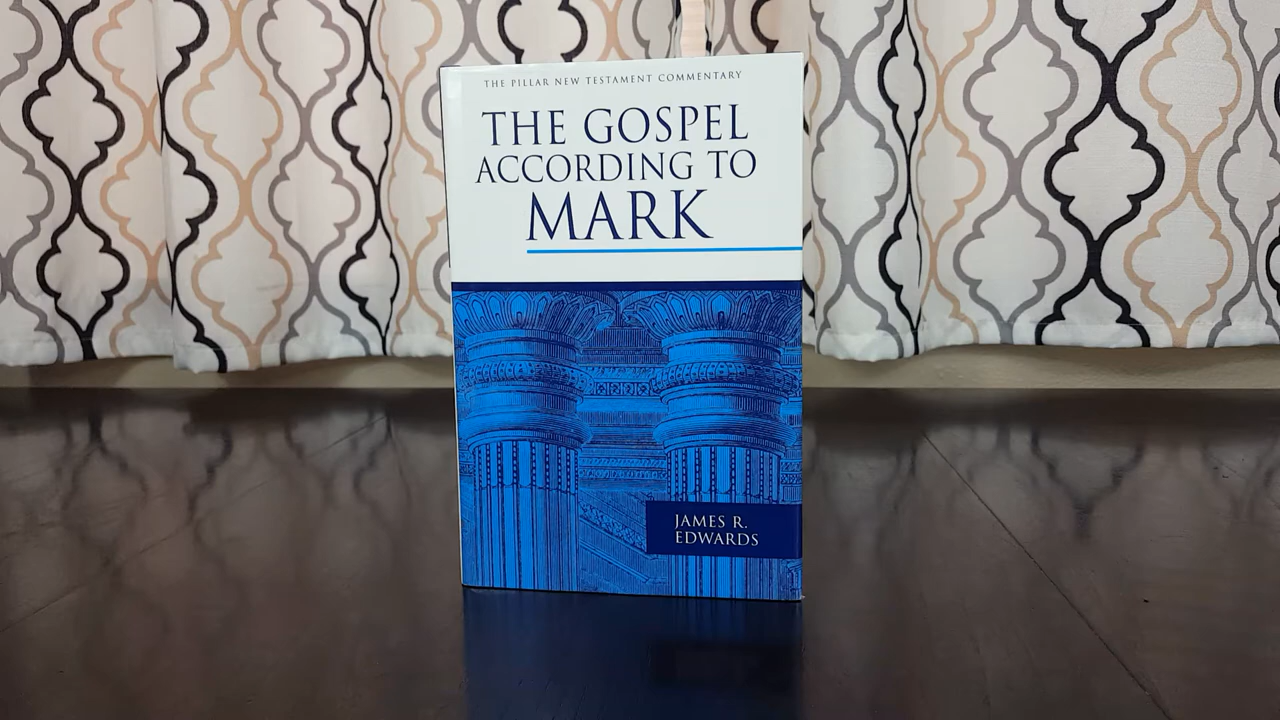 THE PILLAR NEW TESTAMENT COMMENTARY
THE GOSPEL
ACCORDING TO
MARK
JAMES R.
EDWARDS